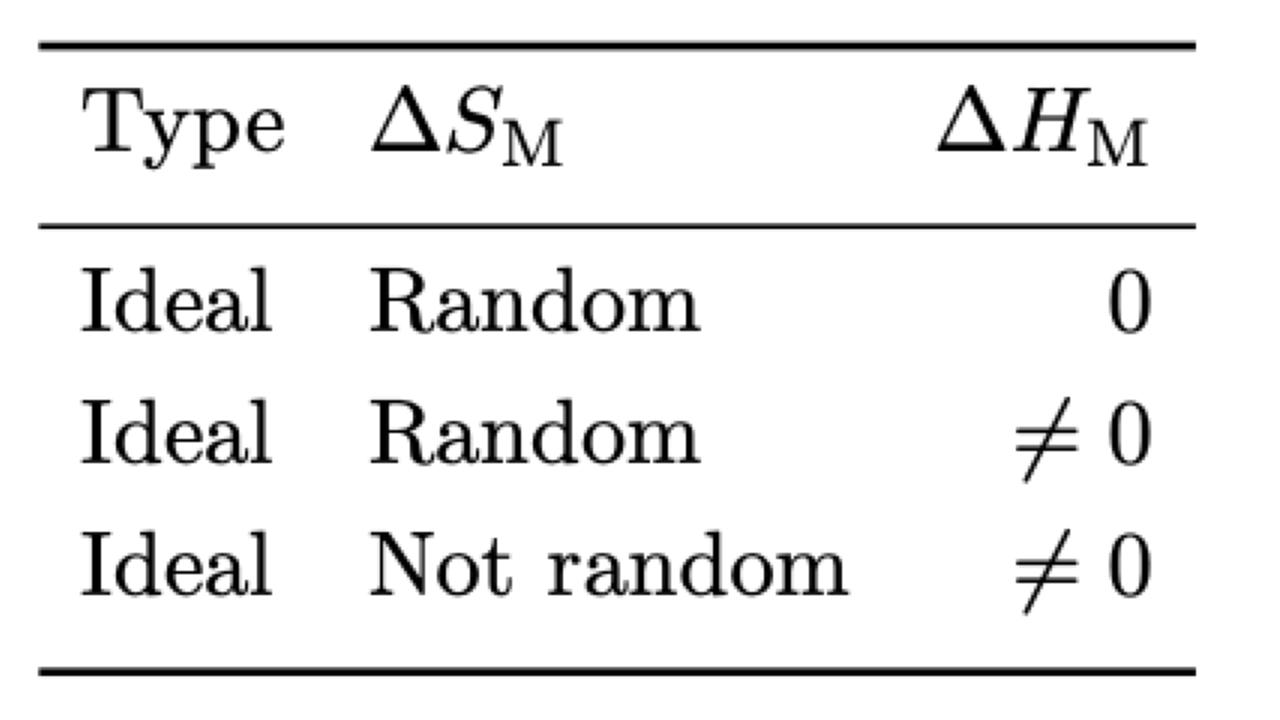 Type ΔS_M ΔH_M
Ideal Random 0
Ideal Random ≠ 0
Ideal Not random ≠ 0